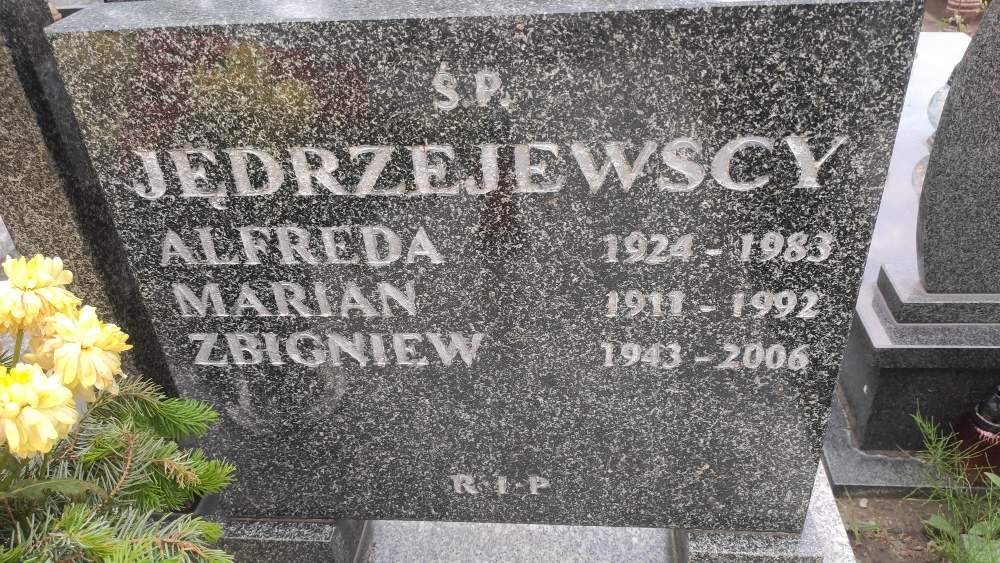 Ś.P.
JĘDRZEJEWSCY
ALFREDA 1924 - 1983
MARIAN 1911 - 1992
ZBIGNIEW 1943 - 2006
R·I·P